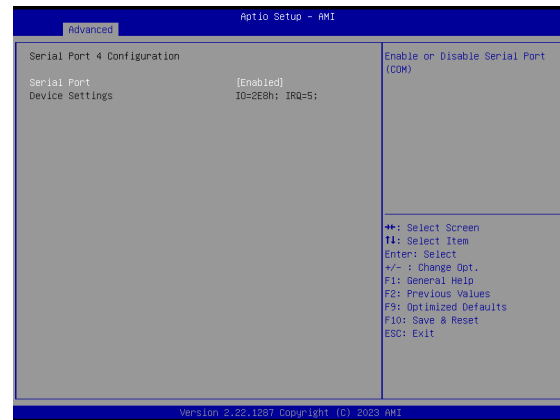 Aptio Setup - AMI
Advanced
Serial Port 4 Configuration
Serial Port [Enabled]
Device Settings IO=2E8h; IRQ=5;
Enable or Disable Serial Port
(COM)
→←: Select Screen
↑↓: Select Item
Enter: Select
+/- : Change Opt.
F1: General Help
F2: Previous Values
F9: Optimized Defaults
F10: Save & Reset
ESC: Exit
Version 2.22.1287 Copyright (C) 2023 AMI